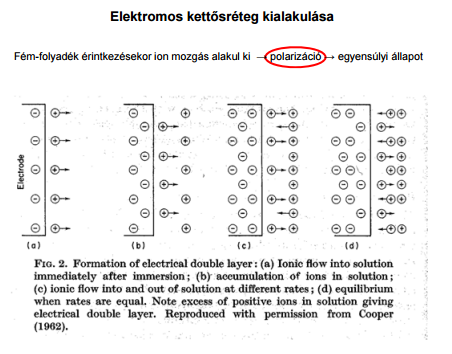 Elektromos kettősréteg kialakulása
Fém-folyadék érintkezésekor ion mozgás alakul ki → polarizáció → egyensúlyi állapot
Electrode
(a) (b) (c) (d)
FIG. 2. Formation of electrical double layer: (a) Ionic flow into solution
immediately after immersion; (b) accumulation of ions in solution;
(c) ionic flow into and out of solution at different rates; (d) equilibrium
when rates are equal. Note excess of positive ions in solution giving
electrical double layer. Reproduced with permission from Cooper
(1962).